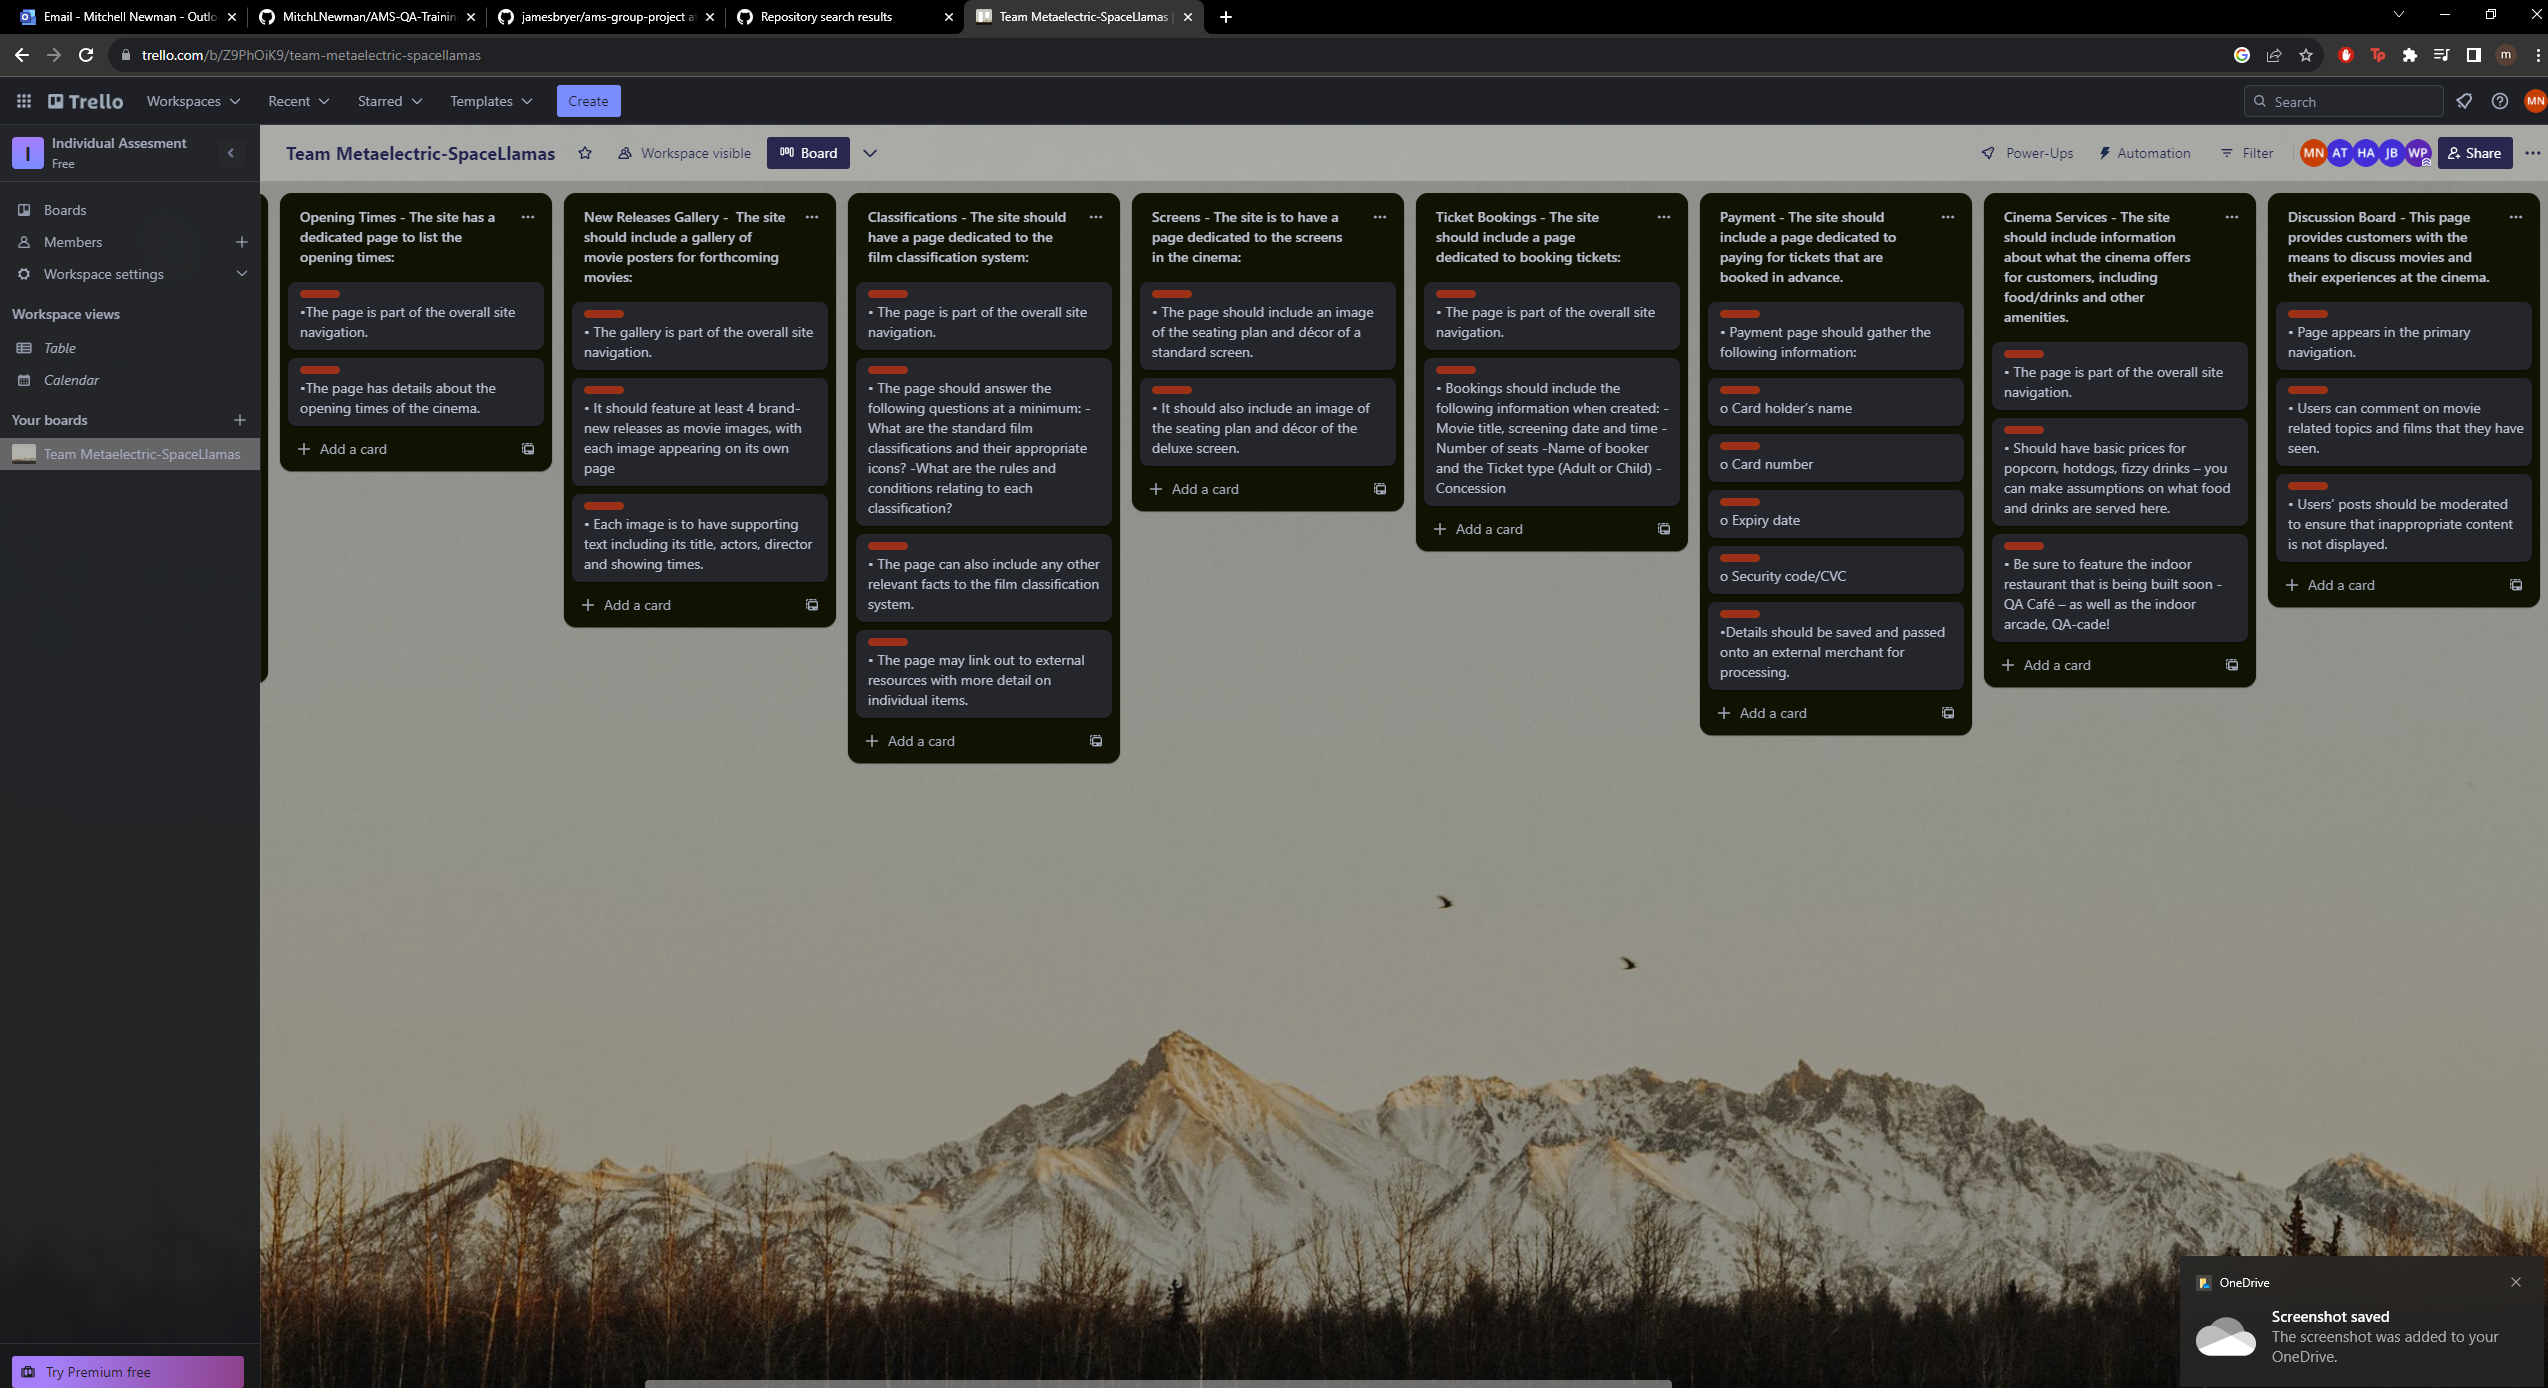 Email - Mitchell Newman - Outlo
MitchLNewman/AMS-QA-Trainin
jamesbryer/ams-group-project a
Repository search results
Team Metaelectric-SpaceLlamas |
trello.com/b/Z9PhOiK9/team-metaelectric-spacellamas
m
Trello
Workspaces
Recent
Starred
Templates
Create
Search
MN
I
Individual Assesment
Free
Team Metaelectric-SpaceLlamas
Workspace visible
Board
Power-Ups
Automation
Filter
MN
AT
HA
JB
WP
Share
Boards
Members
Workspace settings
Workspace views
Table
Calendar
Your boards
Team Metaelectric-SpaceLlamas
Try Premium free
Opening Times - The site has a
dedicated page to list the
opening times:
•The page is part of the overall site
navigation.
•The page has details about the
opening times of the cinema.
Add a card
New Releases Gallery - The site
should include a gallery of
movie posters for forthcoming
movies:
• The gallery is part of the overall site
navigation.
• It should feature at least 4 brand-
new releases as movie images, with
each image appearing on its own
page
• Each image is to have supporting
text including its title, actors, director
and showing times.
Add a card
Classifications - The site should
have a page dedicated to the
film classification system:
• The page is part of the overall site
navigation.
• The page should answer the
following questions at a minimum: -
What are the standard film
classifications and their appropriate
icons? -What are the rules and
conditions relating to each
classification?
• The page can also include any other
relevant facts to the film classification
system.
• The page may link out to external
resources with more detail on
individual items.
Add a card
Screens - The site is to have a
page dedicated to the screens
in the cinema:
• The page should include an image
of the seating plan and décor of a
standard screen.
• It should also include an image of
the seating plan and décor of the
deluxe screen.
Add a card
Ticket Bookings - The site
should include a page
dedicated to booking tickets:
• The page is part of the overall site
navigation.
• Bookings should include the
following information when created: -
Movie title, screening date and time -
Number of seats -Name of booker
and the Ticket type (Adult or Child) -
Concession
Add a card
Payment - The site should
include a page dedicated to
paying for tickets that are
booked in advance.
• Payment page should gather the
following information:
o Card holder's name
o Card number
o Expiry date
o Security code/CVC
•Details should be saved and passed
onto an external merchant for
processing.
Add a card
Cinema Services - The site
should include information
about what the cinema offers
for customers, including
food/drinks and other
amenities.
• The page is part of the overall site
navigation.
• Should have basic prices for
popcorn, hotdogs, fizzy drinks – you
can make assumptions on what food
and drinks are served here.
• Be sure to feature the indoor
restaurant that is being built soon -
QA Café – as well as the indoor
arcade, QA-cade!
Add a card
Discussion Board - This page
provides customers with the
means to discuss movies and
their experiences at the cinema.
• Page appears in the primary
navigation.
• Users can comment on movie
related topics and films that they have
seen.
• Users' posts should be moderated
to ensure that inappropriate content
is not displayed.
Add a card
OneDrive
Screenshot saved
The screenshot was added to your
OneDrive.